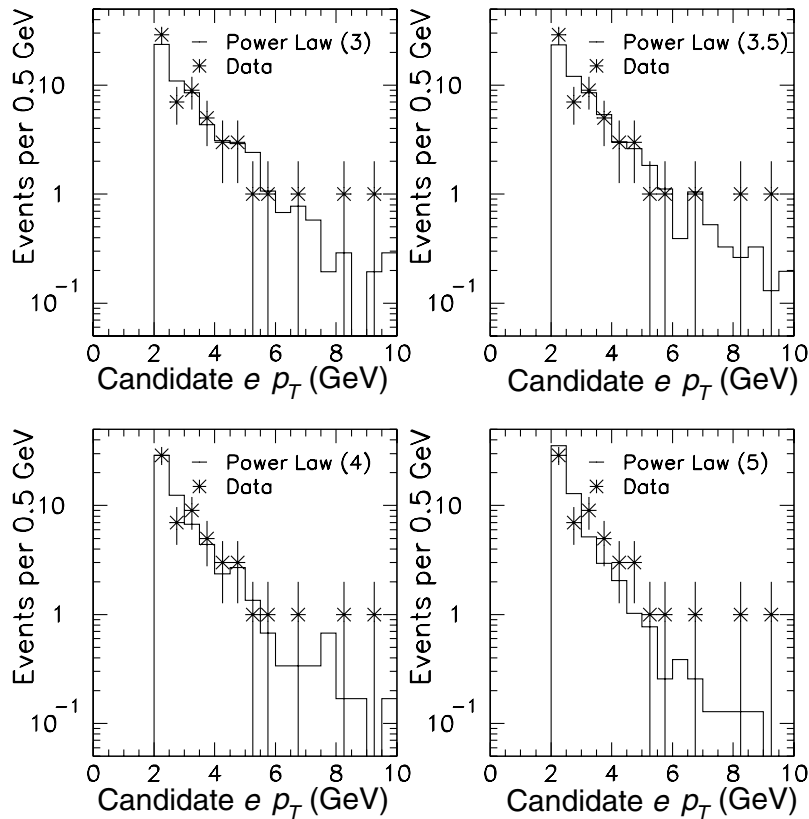 Events per 0.5 GeV
Power Law (3)
Data
10
1
10⁻¹
0 2 4 6 8 10
Candidate e p_T (GeV)
Events per 0.5 GeV
Power Law (3.5)
Data
10
1
10⁻¹
0 2 4 6 8 10
Candidate e p_T (GeV)
Events per 0.5 GeV
Power Law (4)
Data
10
1
10⁻¹
0 2 4 6 8 10
Candidate e p_T (GeV)
Events per 0.5 GeV
Power Law (5)
Data
10
1
10⁻¹
0 2 4 6 8 10
Candidate e p_T (GeV)